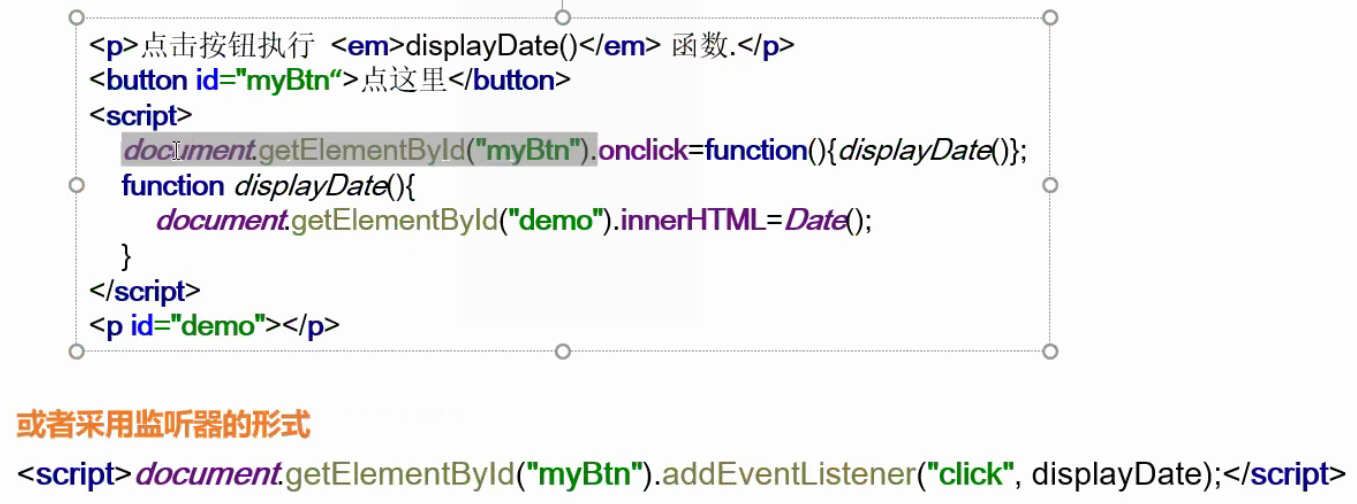 <p>点击按钮执行 <em>displayDate()</em> 函数.</p>
<button id="myBtn“>点这里</button>
<script>
document.getElementById("myBtn").onclick=function(){displayDate()};
function displayDate(){
document.getElementById("demo").innerHTML=Date();
}
</script>
<p id="demo"></p>
或者采用监听器的形式
<script>document.getElementById("myBtn").addEventListener("click", displayDate);</script>